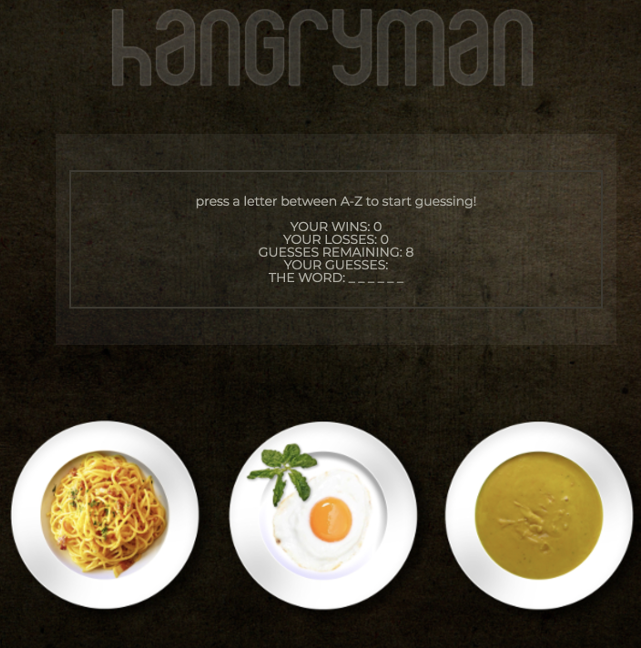 hangryman
press a letter between A-Z to start guessing!
YOUR WINS: 0
YOUR LOSSES: 0
GUESSES REMAINING: 8
YOUR GUESSES:
THE WORD: _ _ _ _ _ _